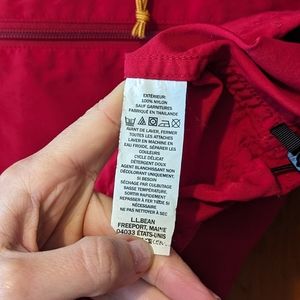 EXTÉRIEUR:
100% NYLON
SAUF GARNITURES
FABRIQUÉ EN THAÏLANDE
AVANT DE LAVER, FERMER
TOUTES LES ATTACHES
LAVER EN MACHINE EN
EAU FROIDE, SÉPARER LES
COULEURS
CYCLE DÉLICAT
DÉTERGENT DOUX
AGENT BLANCHISSANT NON
DÉCOLORANT UNIQUEMENT,
SI BESOIN
SÉCHAGE PAR CULBUTAGE
BASSE TEMPÉRATURE,
SORTIR RAPIDEMENT
REPASSER À FER TIÈDE SI
NÉCESSAIRE
NE PAS NETTOYER À SEC
L.L.BEAN
FREEPORT, MAINE
04033 ÉTATS-UNIS